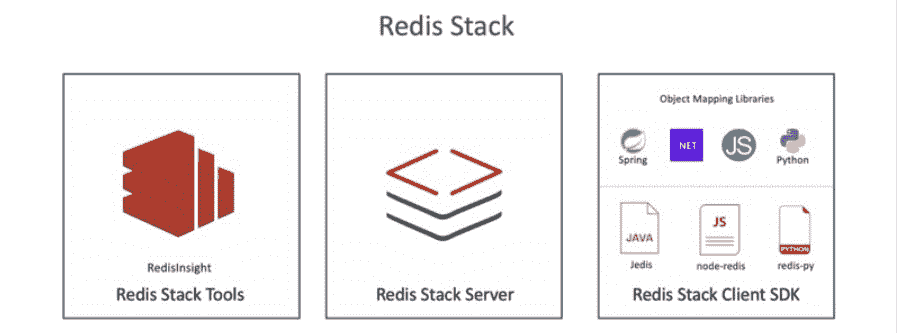 Redis Stack
RedisInsight
Redis Stack Tools
Redis Stack Server
Object Mapping Libraries
Spring
.NET
JS
Python
JAVA
Jedis
JS
node-redis
PYTHON
redis-py
Redis Stack Client SDK